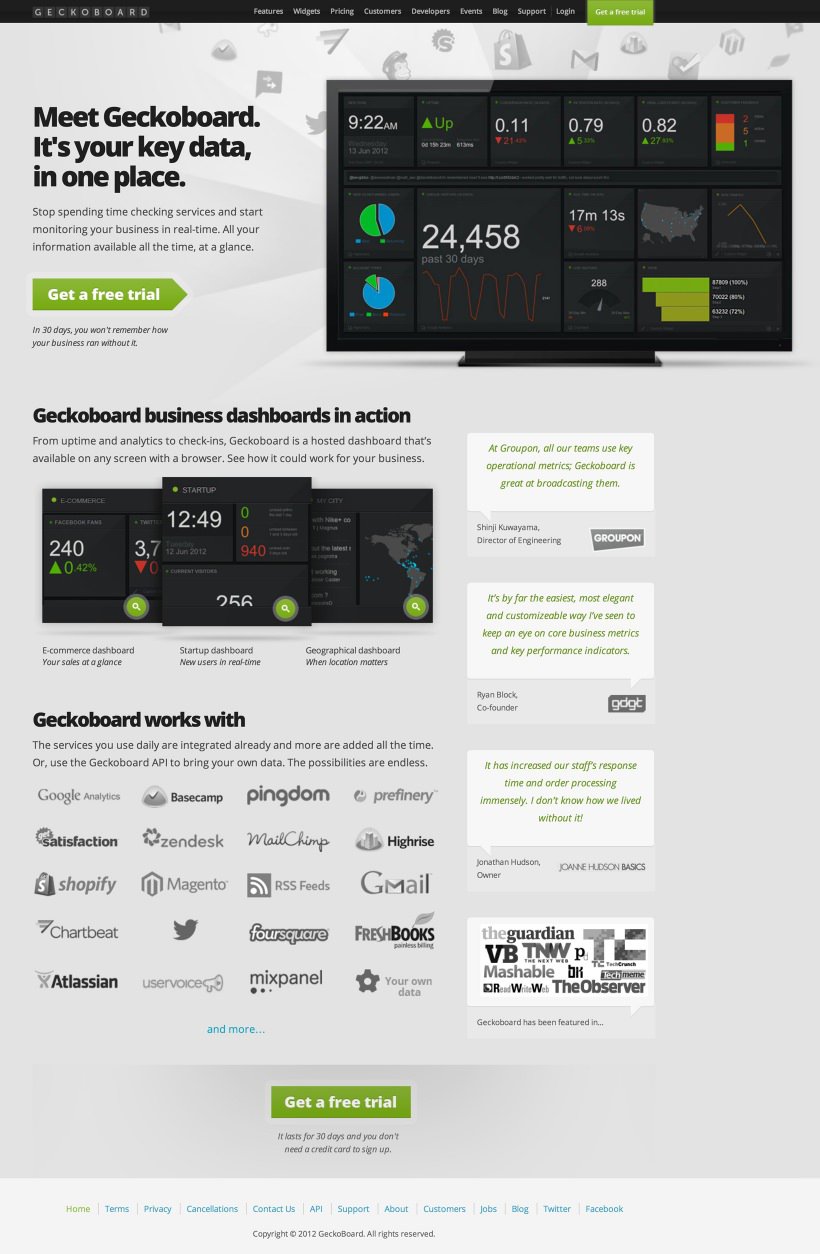 GECKOBOARD
Features Widgets Pricing Customers Developers Events Blog Support Login Get a free trial
Meet Geckoboard.
It's your key data,
in one place.
Stop spending time checking services and start
monitoring your business in real-time. All your
information available all the time, at a glance.
Get a free trial
In 30 days, you won't remember how
your business ran without it.
9:22AM
Wednesday
13 Jun 2012
Up
0d 15h 23m 613ms
0.11
21
0.79
5
0.82
27
2
5
1
24,458
past 30 days
17m 13s
6
288
87809 (100%)
70022 (80%)
63232 (72%)
Geckoboard business dashboards in action
From uptime and analytics to check-ins, Geckoboard is a hosted dashboard that's
available on any screen with a browser. See how it could work for your business.
E-COMMERCE
FACEBOOK FANS
240
0.42%
3,7
0
STARTUP
12:49
Tuesday
12 Jun 2012
0
0
940
CURRENT VISITORS
256
MY CITY
E-commerce dashboard
Your sales at a glance
Startup dashboard
New users in real-time
Geographical dashboard
When location matters
Geckoboard works with
The services you use daily are integrated already and more are added all the time.
Or, use the Geckoboard API to bring your own data. The possibilities are endless.
Google Analytics Basecamp pingdom prefinery
satisfaction zendesk MailChimp Highrise
shopify Magento RSS Feeds Gmail
Chartbeat foursquare FRESHBOOKS
painless billing
Atlassian uservoice mixpanel Your own
data
and more...
At Groupon, all our teams use key
operational metrics; Geckoboard is
great at broadcasting them.
Shinji Kuwayama,
Director of Engineering
GROUPON
It's by far the easiest, most elegant
and customizeable way I've seen to
keep an eye on core business metrics
and key performance indicators.
Ryan Block,
Co-founder
gdgt
It has increased our staff's response
time and order processing
immensely. I don't know how we lived
without it!
Jonathan Hudson,
Owner
JOANNE HUDSON BASICS
theguardian
VB TNW
THE NEXT WEB
TechCrunch
Mashable
Techmeme
ReadWriteWeb TheObserver
Geckoboard has been featured in...
Get a free trial
It lasts for 30 days and you don't
need a credit card to sign up.
Home Terms Privacy Cancellations Contact Us API Support About Customers Jobs Blog Twitter Facebook
Copyright © 2012 GeckoBoard. All rights reserved.